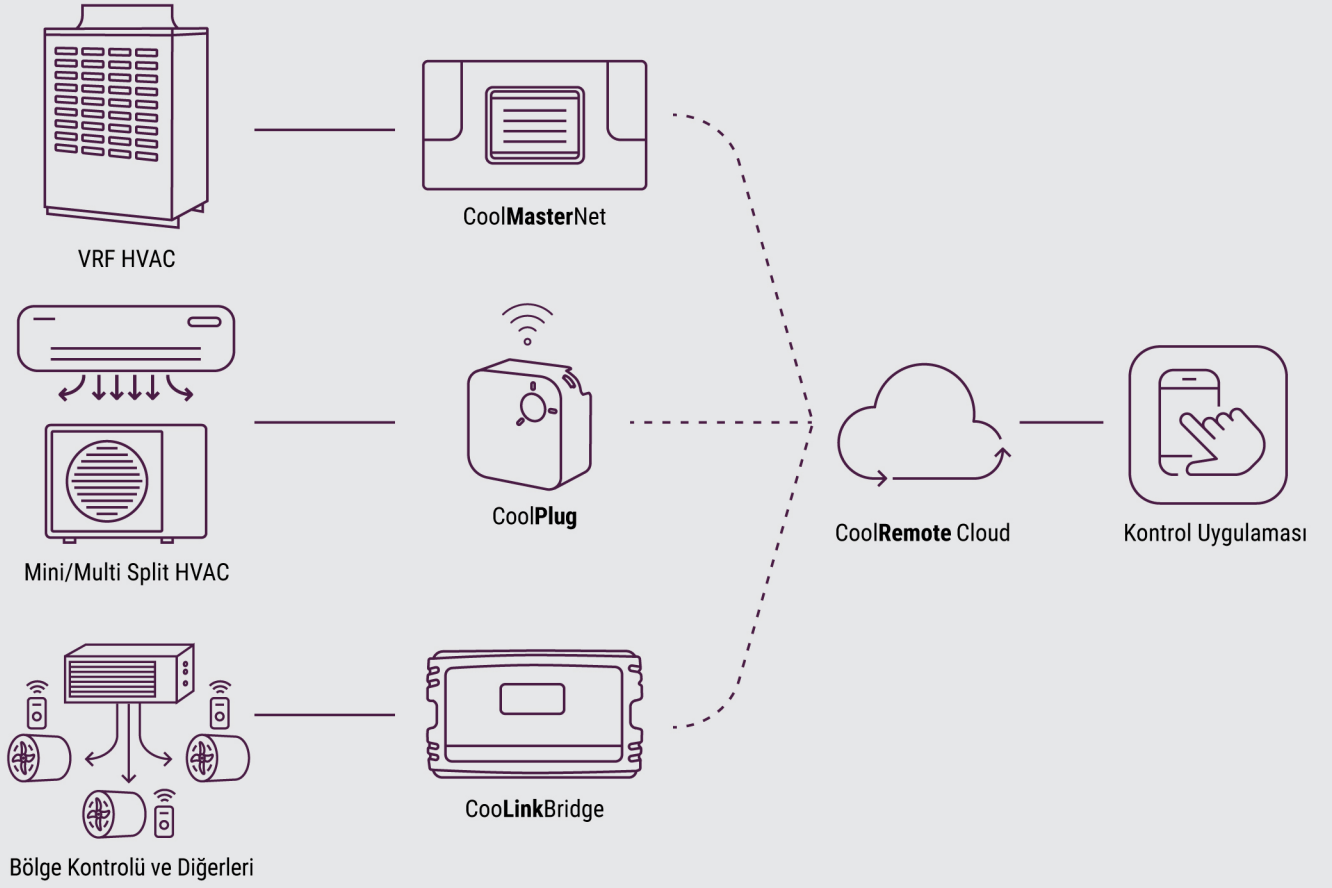 VRF HVAC
CoolMasterNet
Mini/Multi Split HVAC
CoolPlug
CoolRemote Cloud
Kontrol Uygulaması
Bölge Kontrolü ve Diğerleri
CooLinkBridge